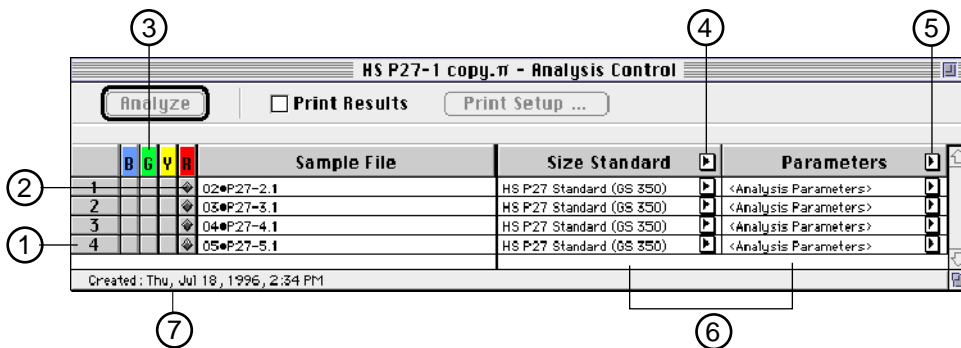 3 4 5
HS P27-1 copy.π - Analysis Control
Analyze Print Results Print Setup ...
B G Y R Sample File Size Standard Parameters
2 1 02●P27-2.1 HS P27 Standard (GS 350) <Analysis Parameters>
2 03●P27-3.1 HS P27 Standard (GS 350) <Analysis Parameters>
3 04●P27-4.1 HS P27 Standard (GS 350) <Analysis Parameters>
1 4 05●P27-5.1 HS P27 Standard (GS 350) <Analysis Parameters>
Created: Thu, Jul 18, 1996, 2:34 PM
7 6